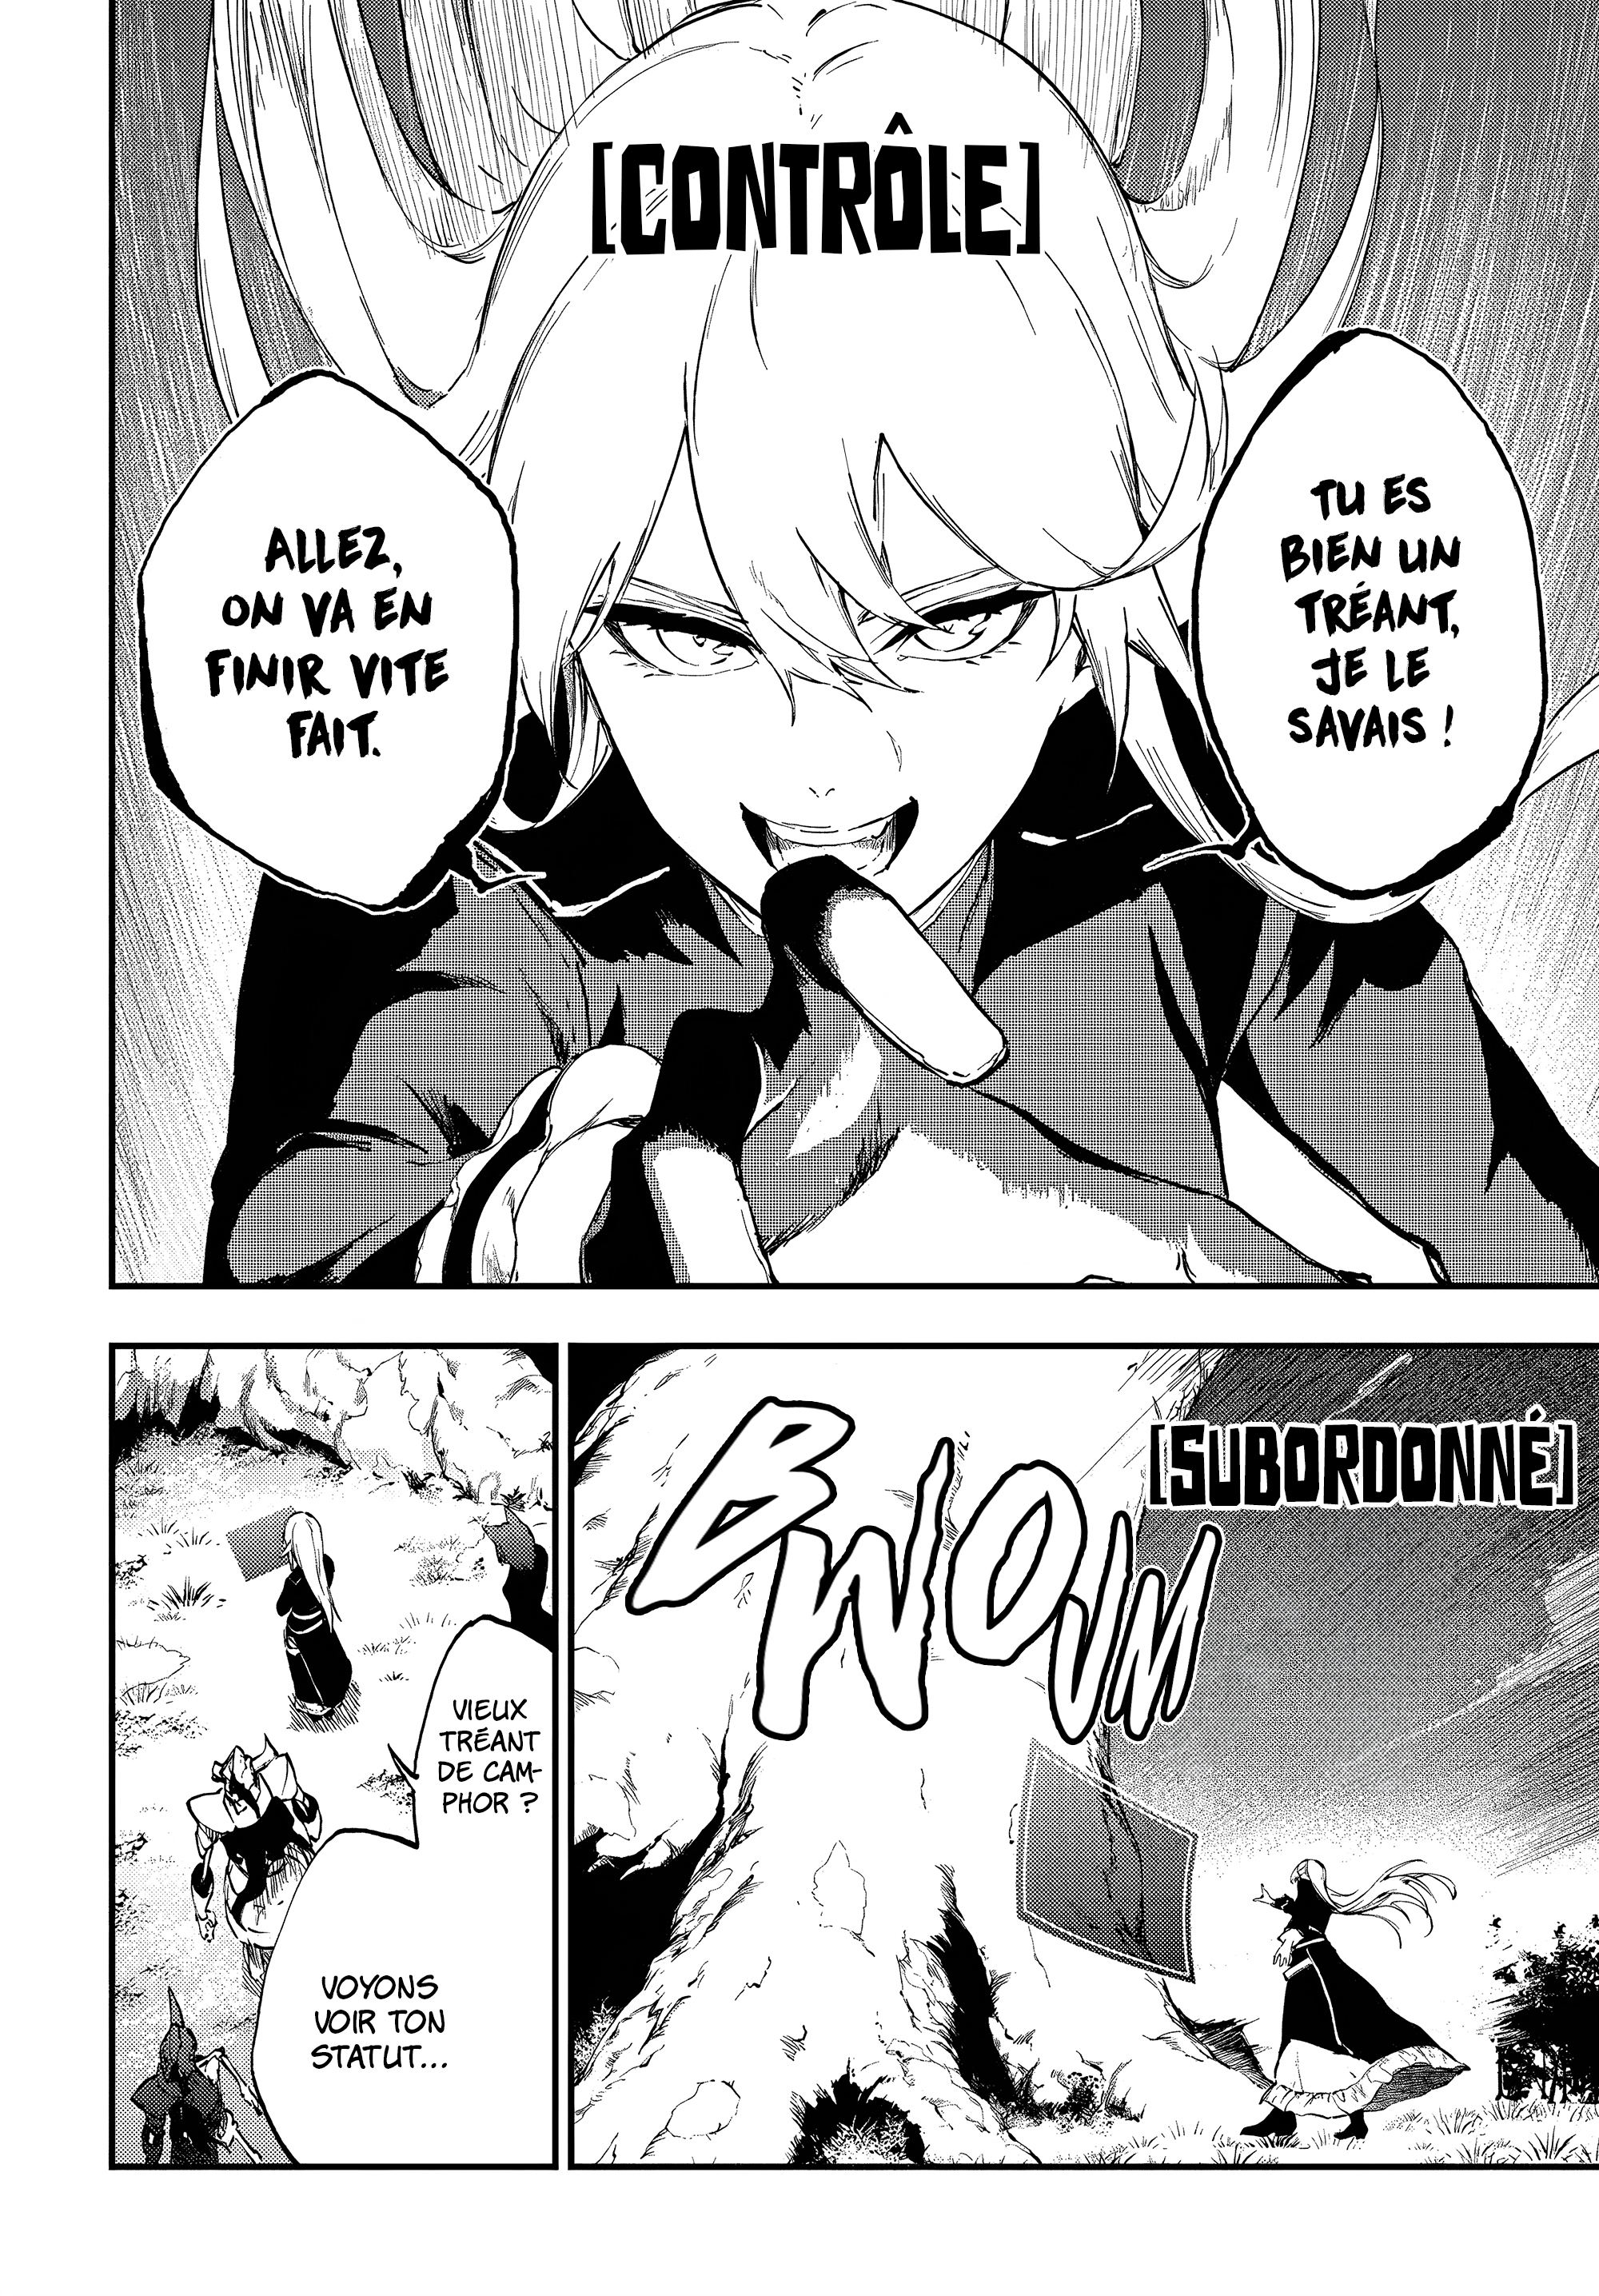 [CONTRÔLE]
TU ES
BIEN UN
TRÉANT,
JE LE
SAVAIS !
ALLEZ,
ON VA EN
FINIR VITE
FAIT.
[SUBORDONNÉ]
BWOUM
VIEUX
TRÉANT
DE CAM-
PHOR ?
VOYONS
VOIR TON
STATUT...